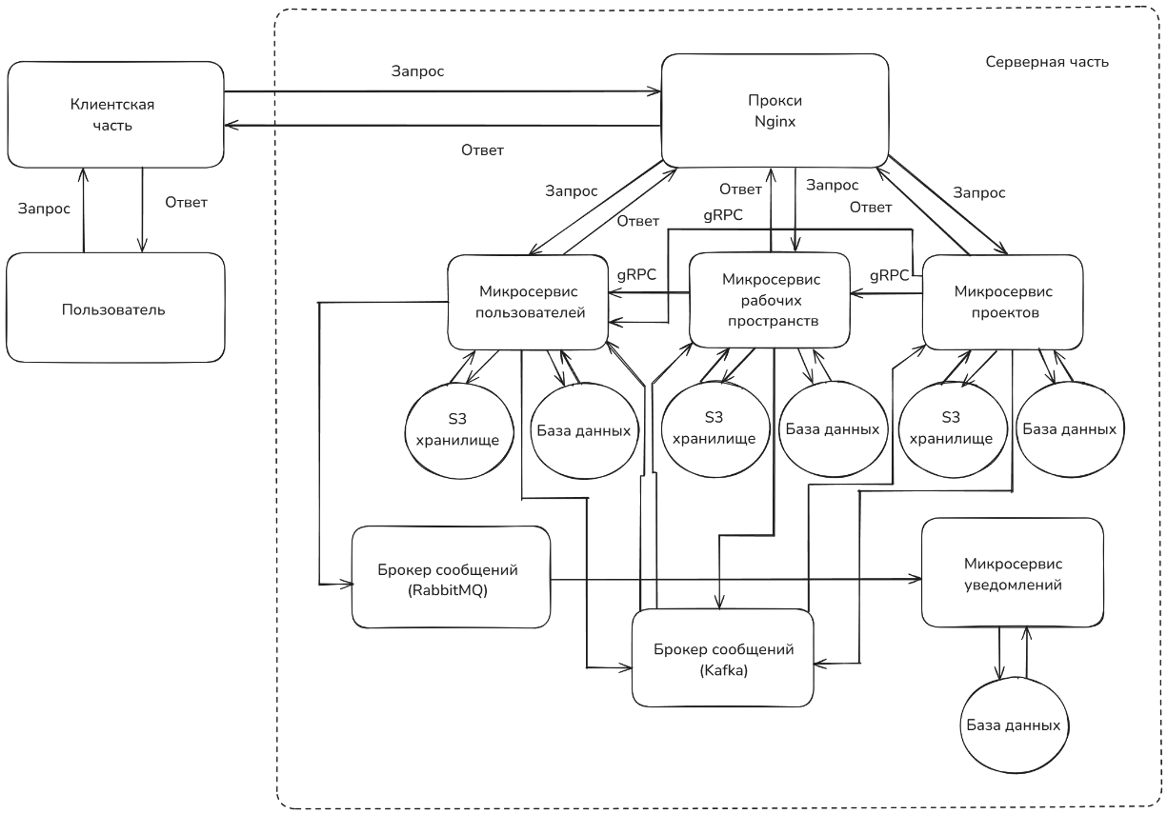 Серверная часть
Запрос
Клиентская
часть
Прокси
Nginx
Ответ
Запрос
Ответ
Запрос
Ответ
Ответ
Запрос
Ответ
Запрос
gRPC
Пользователь
gRPC
gRPC
Микросервис
пользователей
Микросервис
рабочих
пространств
Микросервис
проектов
S3
хранилище
База данных
S3
хранилище
База данных
S3
хранилище
База данных
Брокер сообщений
(RabbitMQ)
Микросервис
уведомлений
Брокер сообщений
(Kafka)
База данных